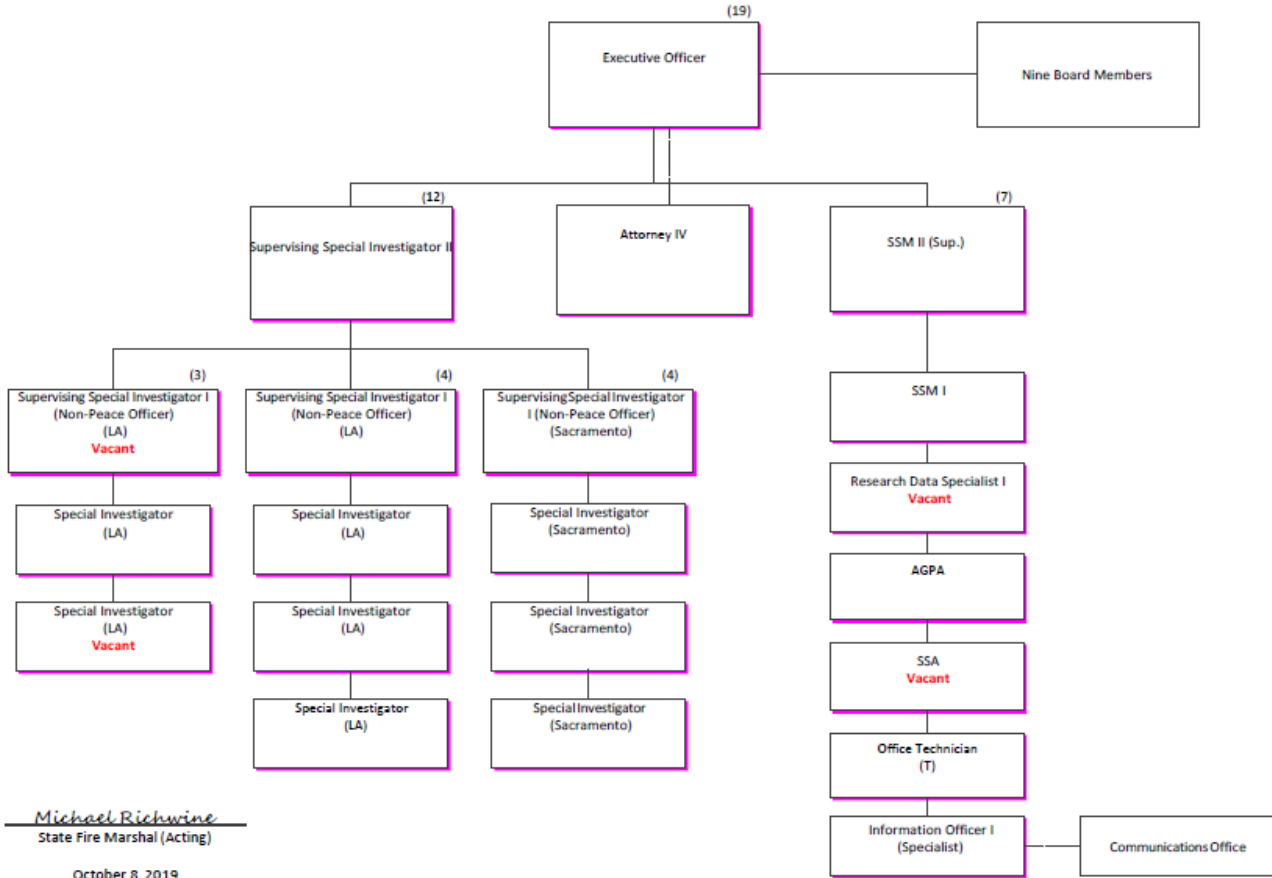 (19)
Executive Officer
Nine Board Members
(12)
Supervising Special Investigator II
Attorney IV
(7)
SSM II (Sup.)
(3)
Supervising Special Investigator I
(Non-Peace Officer)
(LA)
Vacant
Special Investigator
(LA)
Special Investigator
(LA)
Vacant
(4)
Supervising Special Investigator I
(Non-Peace Officer)
(LA)
Special Investigator
(LA)
Special Investigator
(LA)
Special Investigator
(LA)
(4)
Supervising Special Investigator
I (Non-Peace Officer)
(Sacramento)
Special Investigator
(Sacramento)
Special Investigator
(Sacramento)
Special Investigator
(Sacramento)
SSM I
Research Data Specialist I
Vacant
AGPA
SSA
Vacant
Office Technician
(T)
Information Officer I
(Specialist)
Communications Office
Michael Richwine
State Fire Marshal (Acting)
October 8, 2019